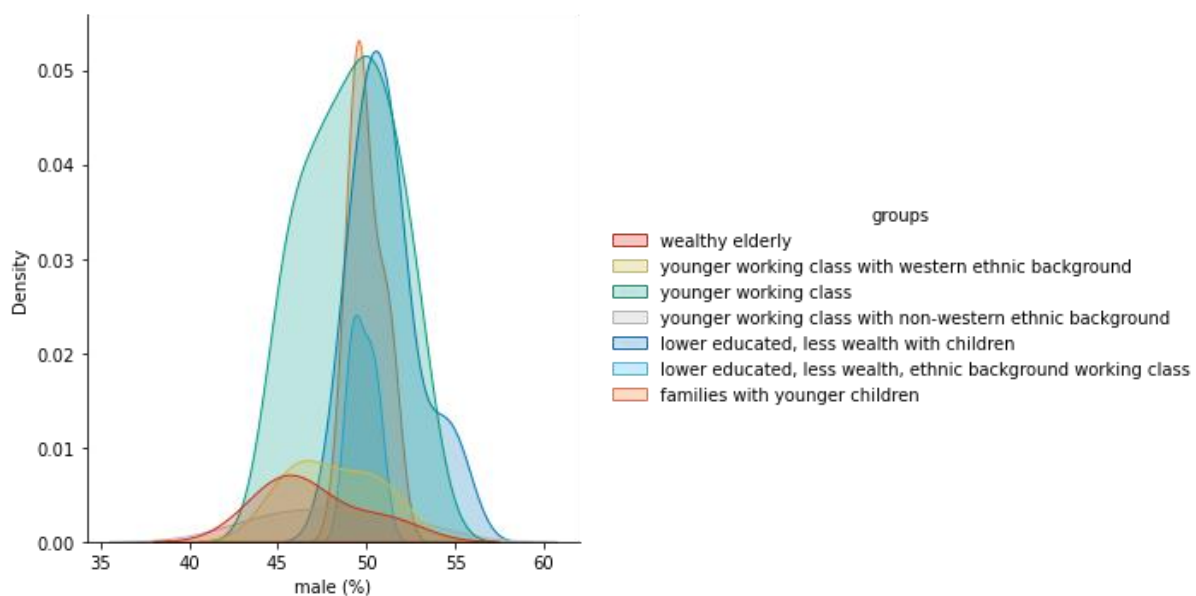 0.05
0.04
0.03
0.02
0.01
0.00
Density
35 40 45 50 55 60
male (%)
groups
wealthy elderly
younger working class with western ethnic background
younger working class
younger working class with non-western ethnic background
lower educated, less wealth with children
lower educated, less wealth, ethnic background working class
families with younger children